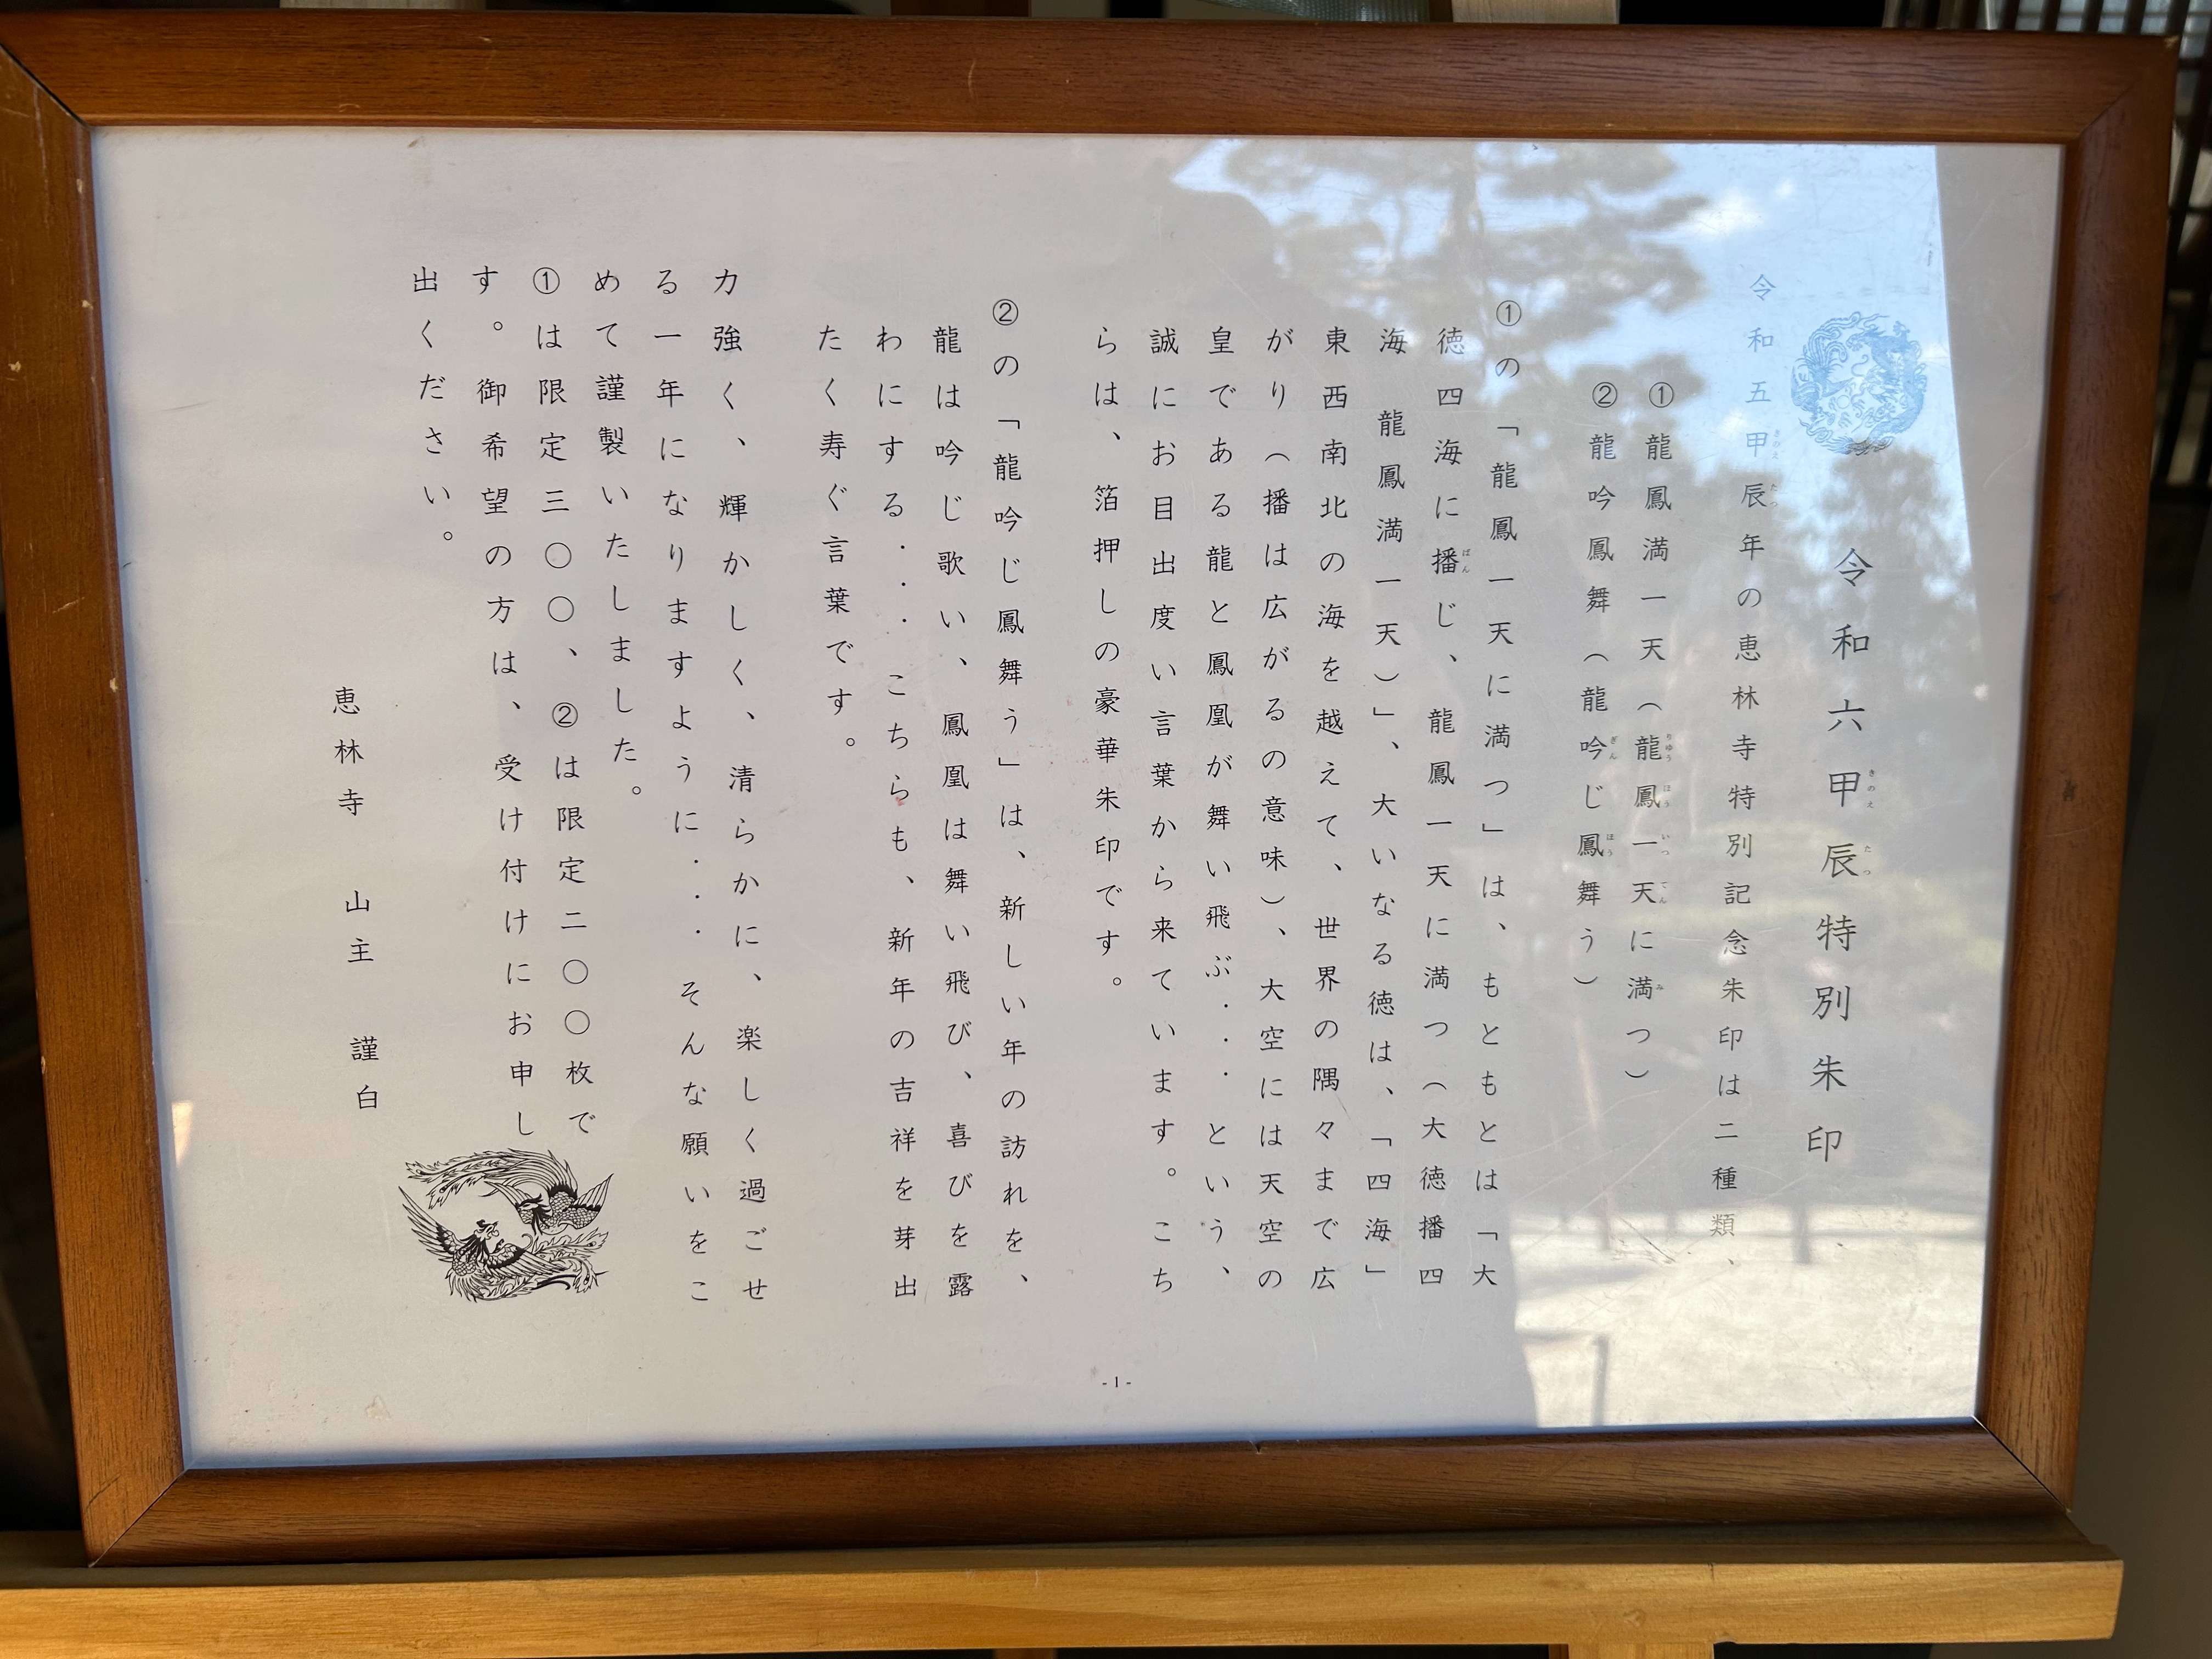 令和六甲辰特別朱印
令和五甲辰年の恵林寺特別記念朱印は二種類、
①龍鳳満一天（龍鳳一天に満つ）
②龍吟鳳舞（龍吟じ鳳舞う）
①の「龍鳳一天に満つ」は、もともとは「大
徳四海に播じ、龍鳳一天に満つ（大徳播四
海　龍鳳満一天）」、大いなる徳は、「四海」
東西南北の海を越えて、世界の隅々まで広
がり（播は広がるの意味）、大空には天空の
皇である龍と鳳凰が舞い飛ぶ・・・という、
誠にお目出度い言葉から来ています。こち
らは、箔押しの豪華朱印です。
②の「龍吟じ鳳舞う」は、新しい年の訪れを、
龍は吟じ歌い、鳳凰は舞い飛び、喜びを露
わにする・・・こちらも、新年の吉祥を芽出
たく寿ぐ言葉です。
力強く、輝かしく、清らかに、楽しく過ごせ
る一年になりますように・・・そんな願いをこ
めて謹製いたしました。
①は限定三〇〇、②は限定二〇〇枚で
す。御希望の方は、受け付けにお申し
出ください。
恵林寺　山主　謹白
-1-